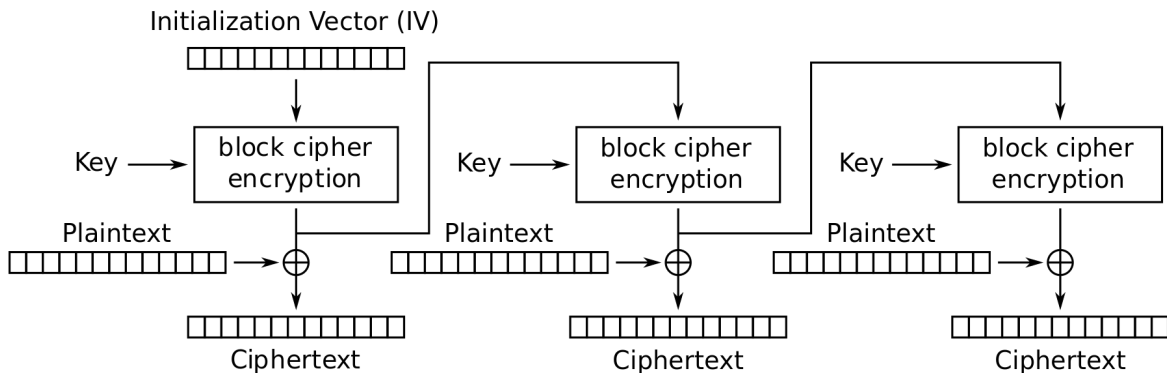 Initialization Vector (IV)
Key
block cipher
encryption
Key
block cipher
encryption
Key
block cipher
encryption
Plaintext
Plaintext
Plaintext
Ciphertext
Ciphertext
Ciphertext